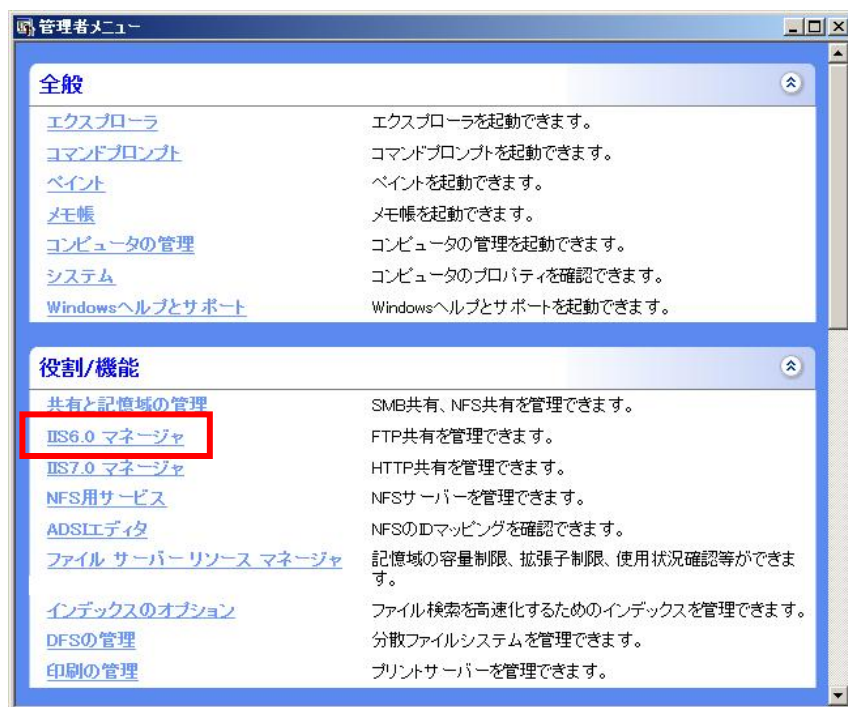 管理者メニュー
全般
エクスプローラ エクスプローラを起動できます。
コマンドプロンプト コマンドプロンプトを起動できます。
ペイント ペイントを起動できます。
メモ帳 メモ帳を起動できます。
コンピュータの管理 コンピュータの管理を起動できます。
システム コンピュータのプロパティを確認できます。
Windowsヘルプとサポート Windowsヘルプとサポートを起動できます。
役割/機能
共有と記憶域の管理 SMB共有、NFS共有を管理できます。
IIS6.0 マネージャ FTP共有を管理できます。
IIS7.0 マネージャ HTTP共有を管理できます。
NFS用サービス NFSサーバーを管理できます。
ADSIエディタ NFSのIDマッピングを確認できます。
ファイル サーバー リソース マネージャ 記憶域の容量制限、拡張子制限、使用状況確認等ができま
す。
インデックスのオプション ファイル検索を高速化するためのインデックスを管理できます。
DFSの管理 分散ファイルシステムを管理できます。
印刷の管理 プリントサーバーを管理できます。